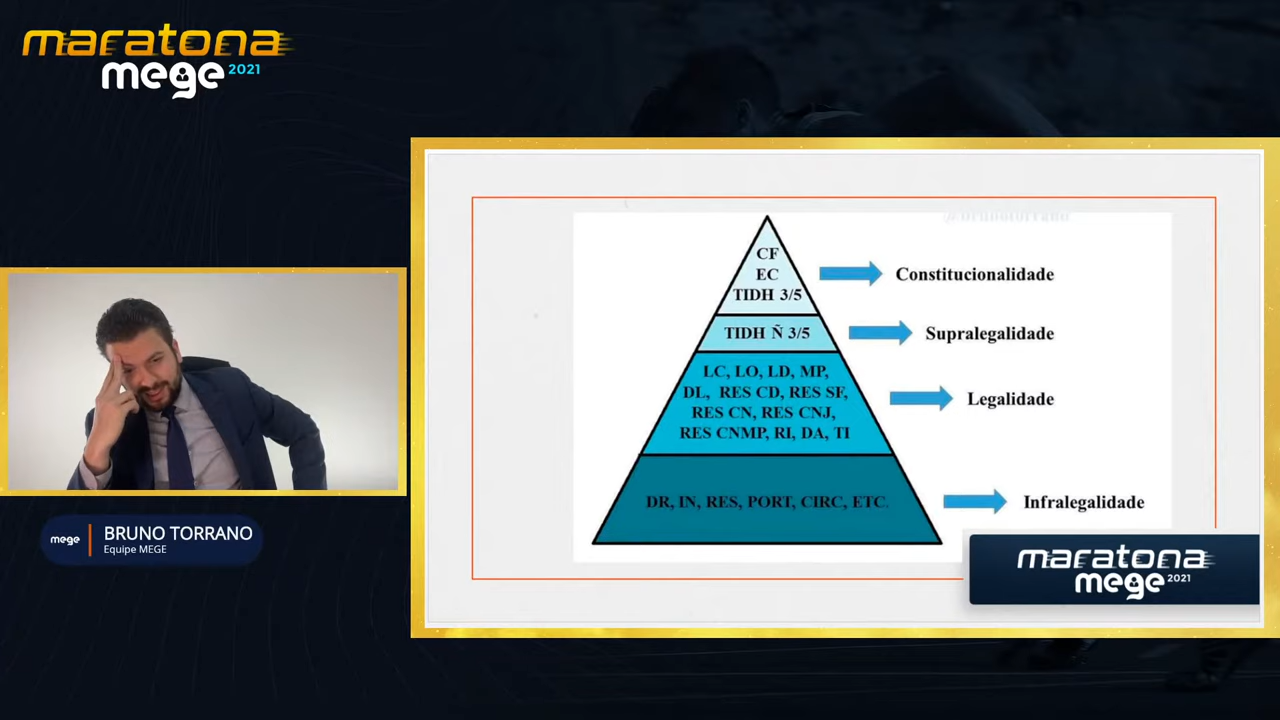 maratona
mege 2021
@brunotorrano
CF
EC
TIDH 3/5
Constitucionalidade
TIDH Ñ 3/5
Supralegalidade
LC, LO, LD, MP,
DL, RES CD, RES SF,
RES CN, RES CNJ,
RES CNMP, RI, DA, TI
Legalidade
DR, IN, RES, PORT, CIRC, ETC.
Infralegalidade
mege
BRUNO TORRANO
Equipe MEGE
maratona
mege 2021